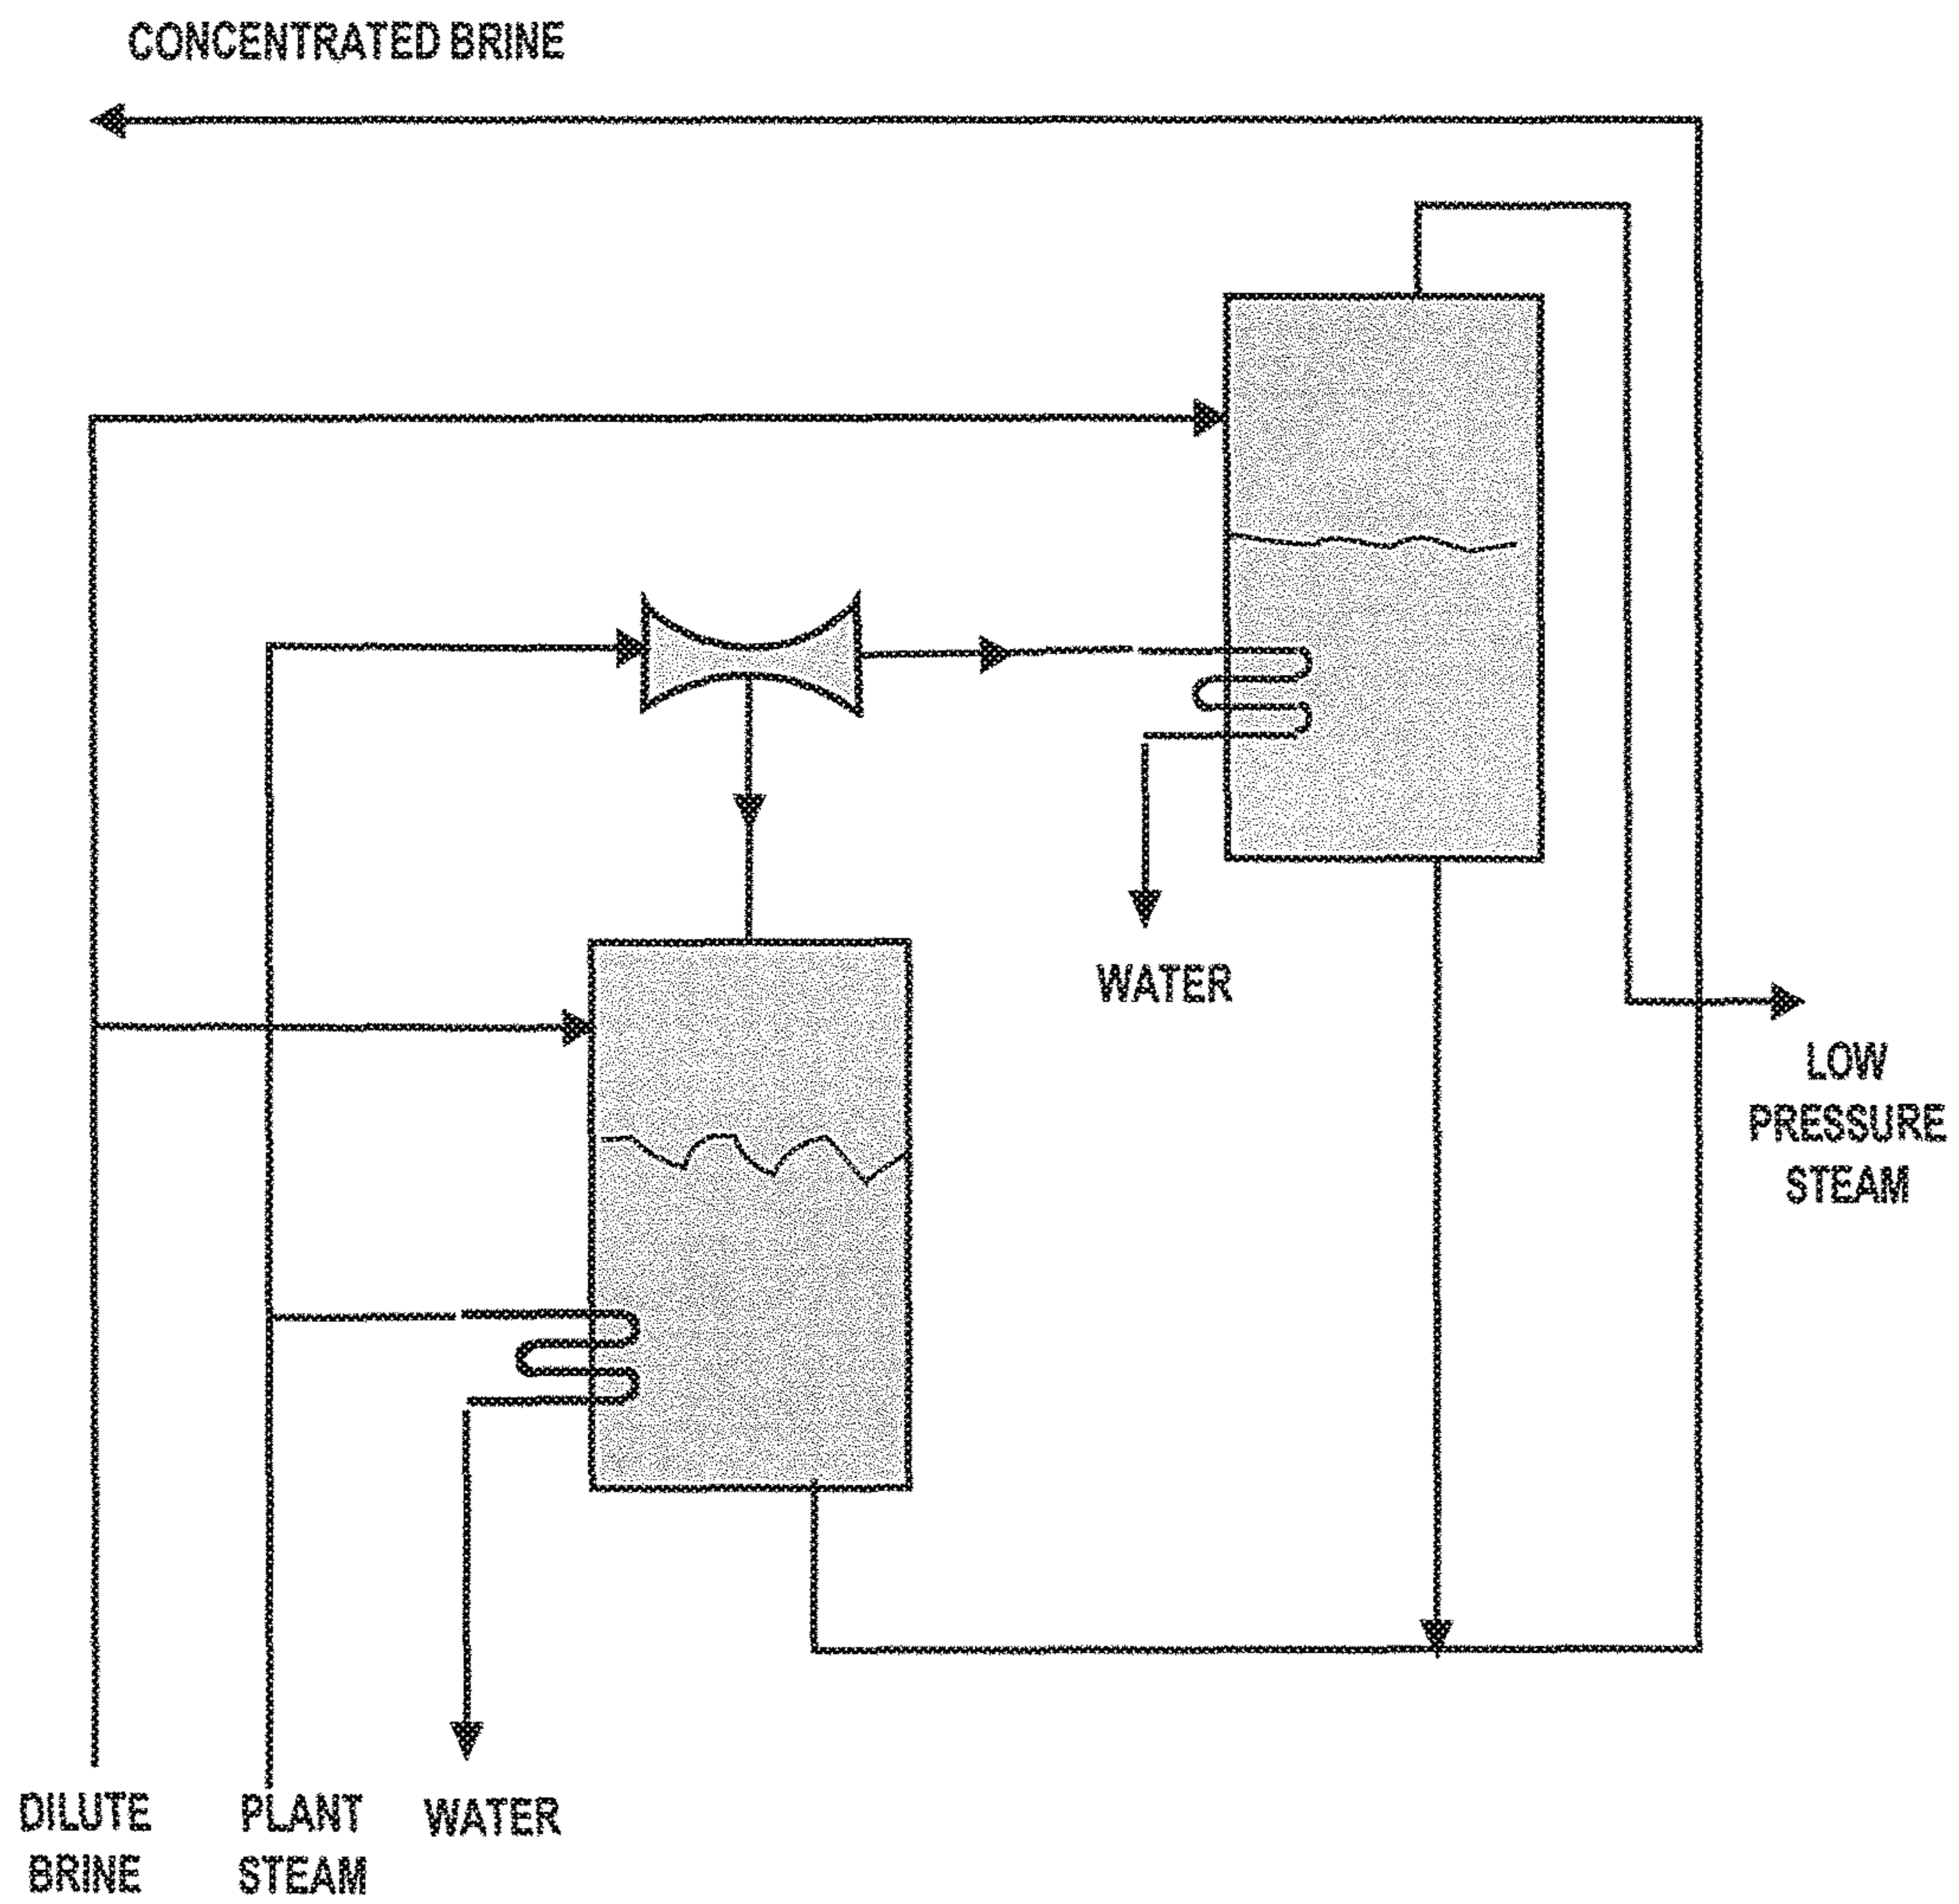 CONCENTRATED BRINE
WATER
LOW
PRESSURE
STEAM
DILUTE
BRINE
PLANT
STEAM
WATER